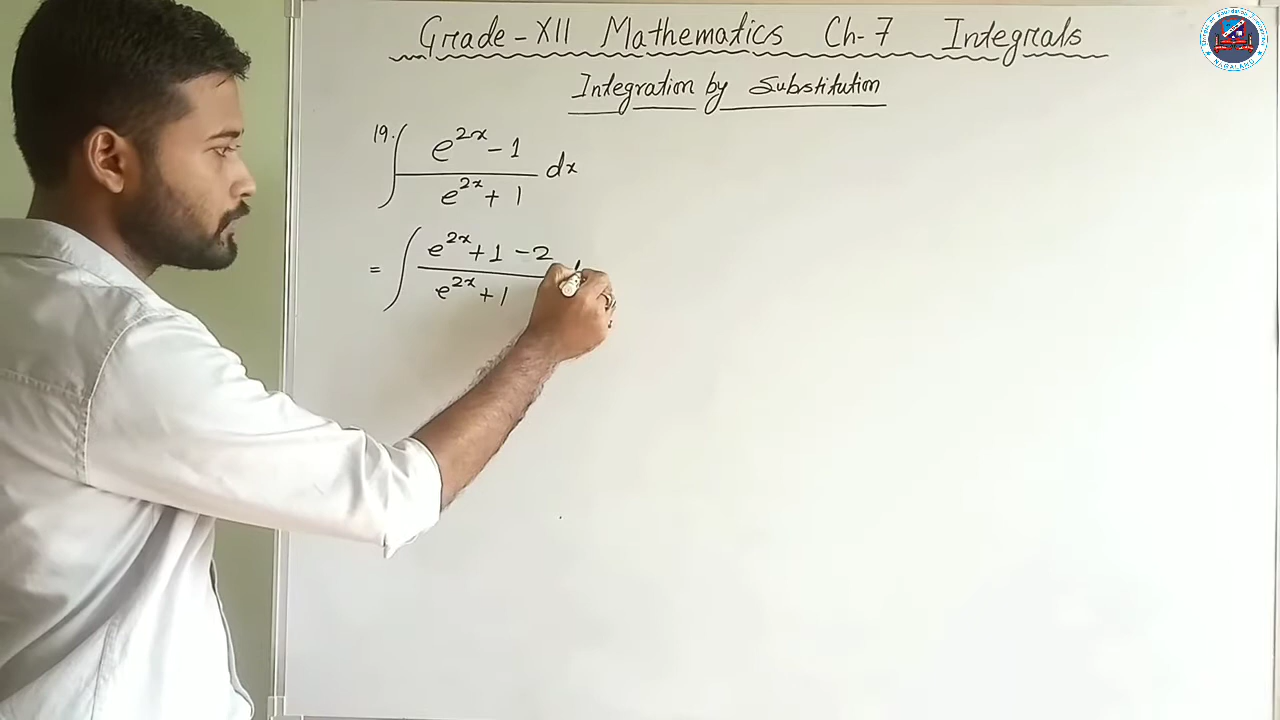 Grade-XII Mathematics Ch-7 Integrals
Integration by Substitution
19. ∫ (e^{2x} - 1)/(e^{2x} + 1) dx
= ∫ (e^{2x} + 1 - 2)/(e^{2x} + 1)
NAGALAND